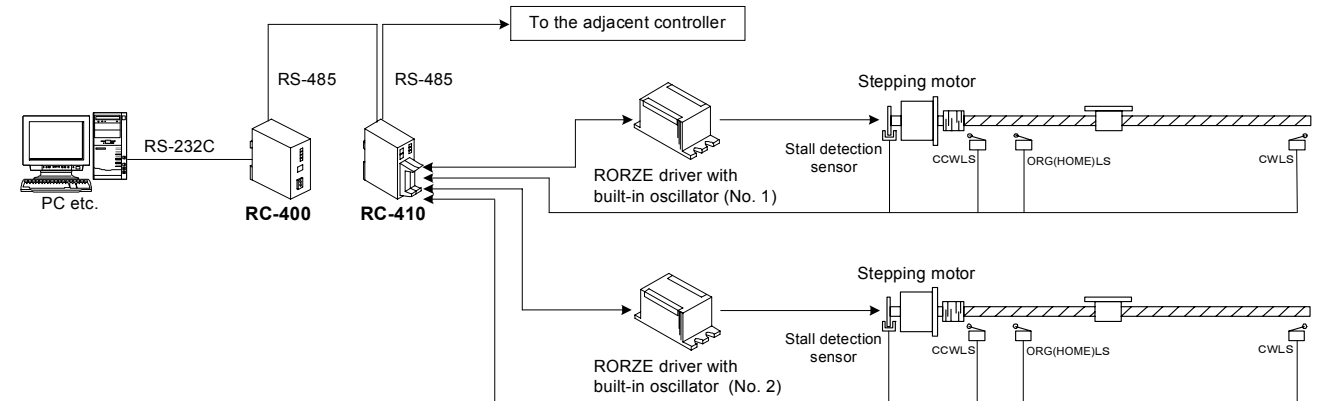 To the adjacent controller
RS-485
RS-485
Stepping motor
RS-232C
Stall detection
sensor
CCWLS
ORG(HOME)LS
CWLS
PC etc.
RC-400
RC-410
RORZE driver with
built-in oscillator (No. 1)
Stepping motor
Stall detection
sensor
CCWLS
ORG(HOME)LS
CWLS
RORZE driver with
built-in oscillator (No. 2)